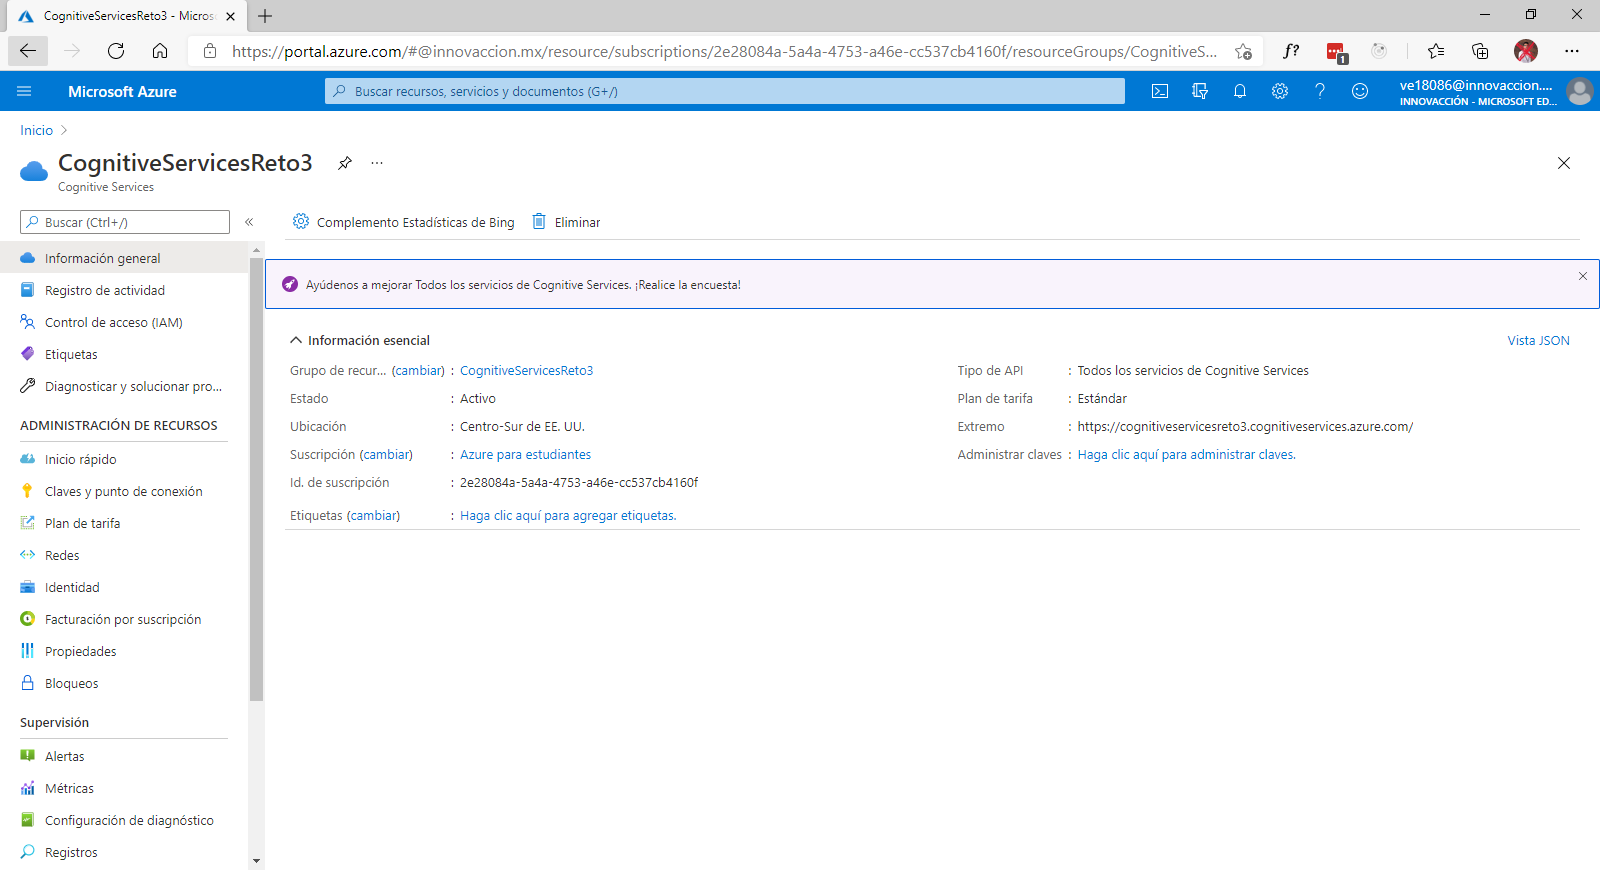 CognitiveServicesReto3 - Micros
https://portal.azure.com/#@innovaccion.mx/resource/subscriptions/2e28084a-5a4a-4753-a46e-cc537cb4160f/resourceGroups/CognitiveS...
f?
1
Microsoft Azure
Buscar recursos, servicios y documentos (G+/)
ve18086@innovaccion....
INNOVACCIÓN - MICROSOFT ED...
Inicio
CognitiveServicesReto3
Cognitive Services
Buscar (Ctrl+/)
Complemento Estadísticas de Bing
Eliminar
Información general
Registro de actividad
Control de acceso (IAM)
Etiquetas
Diagnosticar y solucionar pro...
ADMINISTRACIÓN DE RECURSOS
Inicio rápido
Claves y punto de conexión
Plan de tarifa
Redes
Identidad
Facturación por suscripción
Propiedades
Bloqueos
Supervisión
Alertas
Métricas
Configuración de diagnóstico
Registros
Ayúdenos a mejorar Todos los servicios de Cognitive Services. ¡Realice la encuesta!
Información esencial
Vista JSON
Grupo de recur... (cambiar) : CognitiveServicesReto3
Estado : Activo
Ubicación : Centro-Sur de EE. UU.
Suscripción (cambiar) : Azure para estudiantes
Id. de suscripción : 2e28084a-5a4a-4753-a46e-cc537cb4160f
Etiquetas (cambiar) : Haga clic aquí para agregar etiquetas.
Tipo de API : Todos los servicios de Cognitive Services
Plan de tarifa : Estándar
Extremo : https://cognitiveservicesreto3.cognitiveservices.azure.com/
Administrar claves : Haga clic aquí para administrar claves.